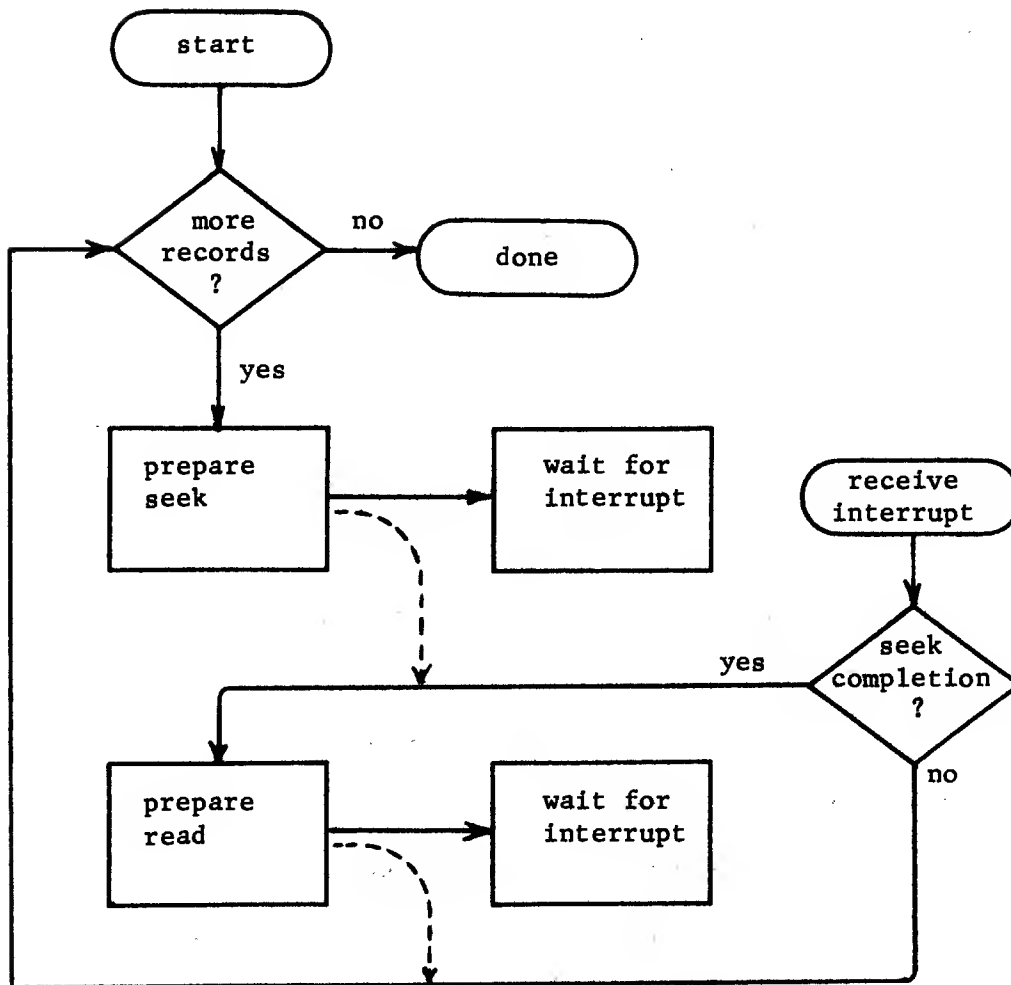 start
more
records
?
no
done
yes
prepare
seek
wait for
interrupt
receive
interrupt
seek
completion
?
yes
no
prepare
read
wait for
interrupt